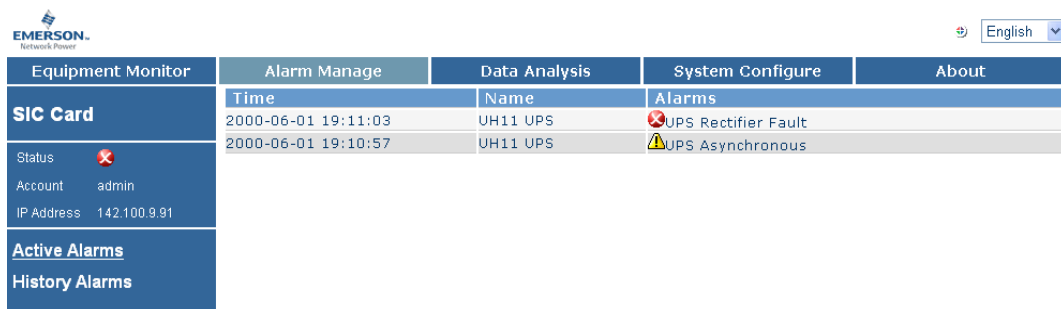 EMERSON
Network Power
English
Equipment Monitor
Alarm Manage
Data Analysis
System Configure
About
SIC Card
Status
Account admin
IP Address 142.100.9.91
Active Alarms
History Alarms
Time Name Alarms
2000-06-01 19:11:03 UH11 UPS UPS Rectifier Fault
2000-06-01 19:10:57 UH11 UPS UPS Asynchronous